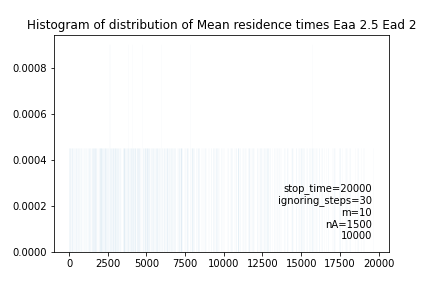 Histogram of distribution of Mean residence times Eaa 2.5 Ead 2
0.0008
0.0006
0.0004
0.0002
0.0000
stop_time=20000
ignoring_steps=30
m=10
nA=1500
10000
0 2500 5000 7500 10000 12500 15000 17500 20000